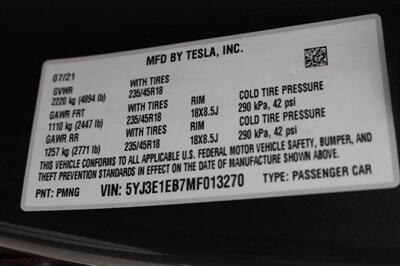 MFD BY TESLA, INC.
07/21
GVWR WITH TIRES
2220 kg (4894 lb) 235/45R18 COLD TIRE PRESSURE
GAWR FRT WITH TIRES RIM 290 kPa, 42 psi
1110 kg (2447 lb) 235/45R18 18X8.5J COLD TIRE PRESSURE
GAWR RR WITH TIRES RIM 290 kPa, 42 psi
1257 kg (2771 lb) 235/45R18 18X8.5J
THIS VEHICLE CONFORMS TO ALL APPLICABLE U.S. FEDERAL MOTOR VEHICLE SAFETY, BUMPER, AND
THEFT PREVENTION STANDARDS IN EFFECT ON THE DATE OF MANUFACTURE SHOWN ABOVE.
PNT: PMNG VIN: 5YJ3E1EB7MF013270 TYPE: PASSENGER CAR